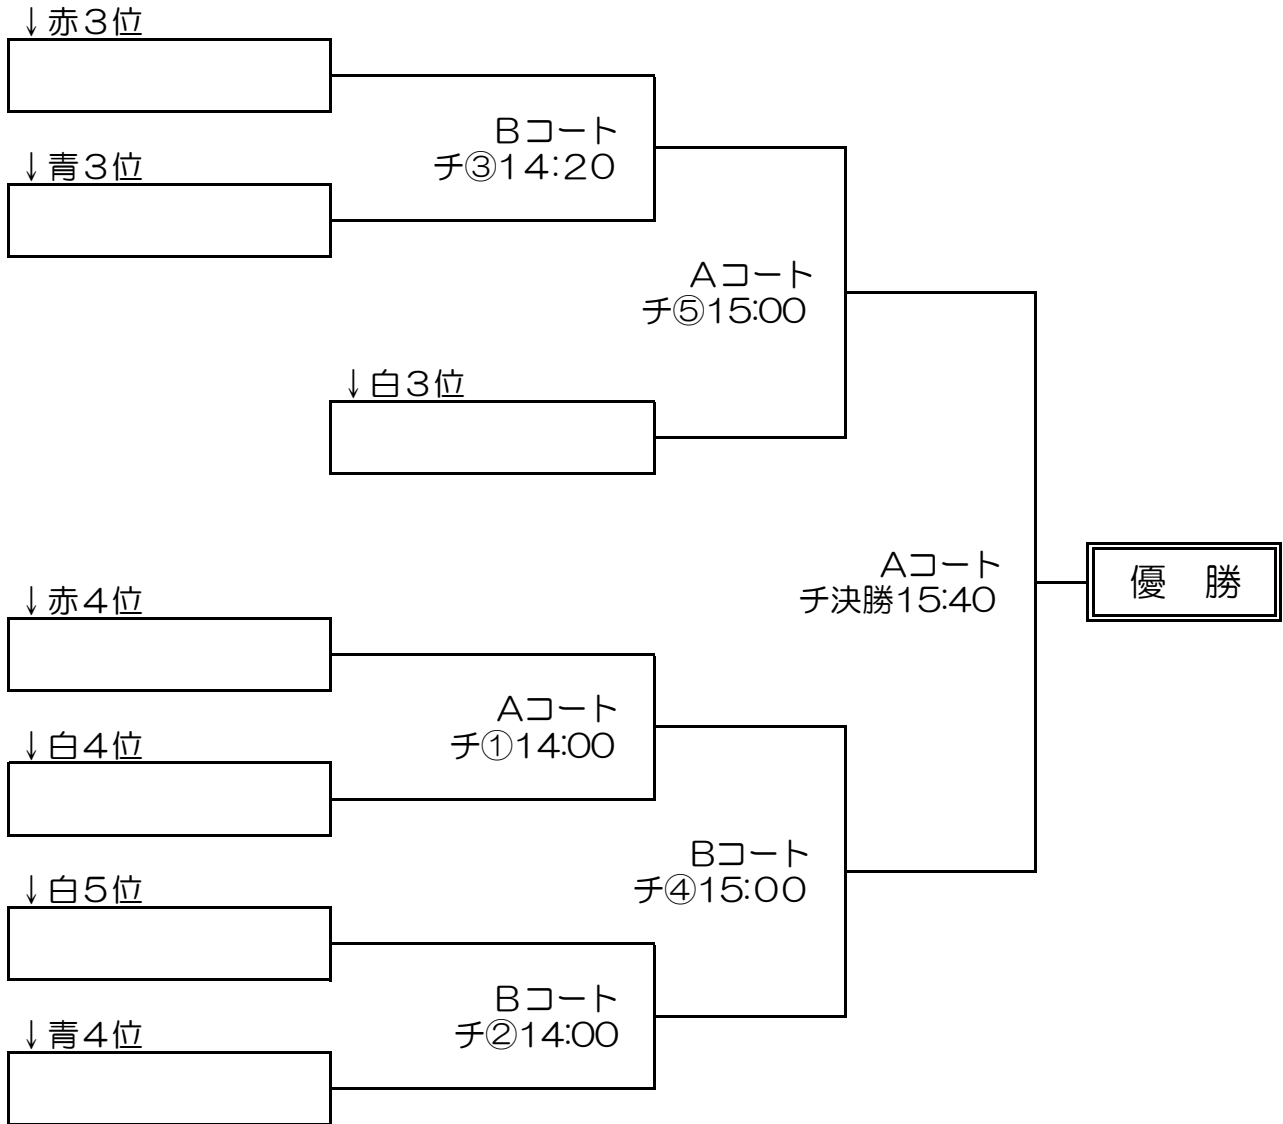 ↓赤３位
Ｂコート
チ③１４：２０
↓青３位
Ａコート
チ⑤15:00
↓白３位
Ａコート
チ決勝15:40
優　勝
↓赤４位
Ａコート
チ①14:00
↓白４位
Ｂコート
チ④15:00
↓白５位
Ｂコート
チ②14:00
↓青４位